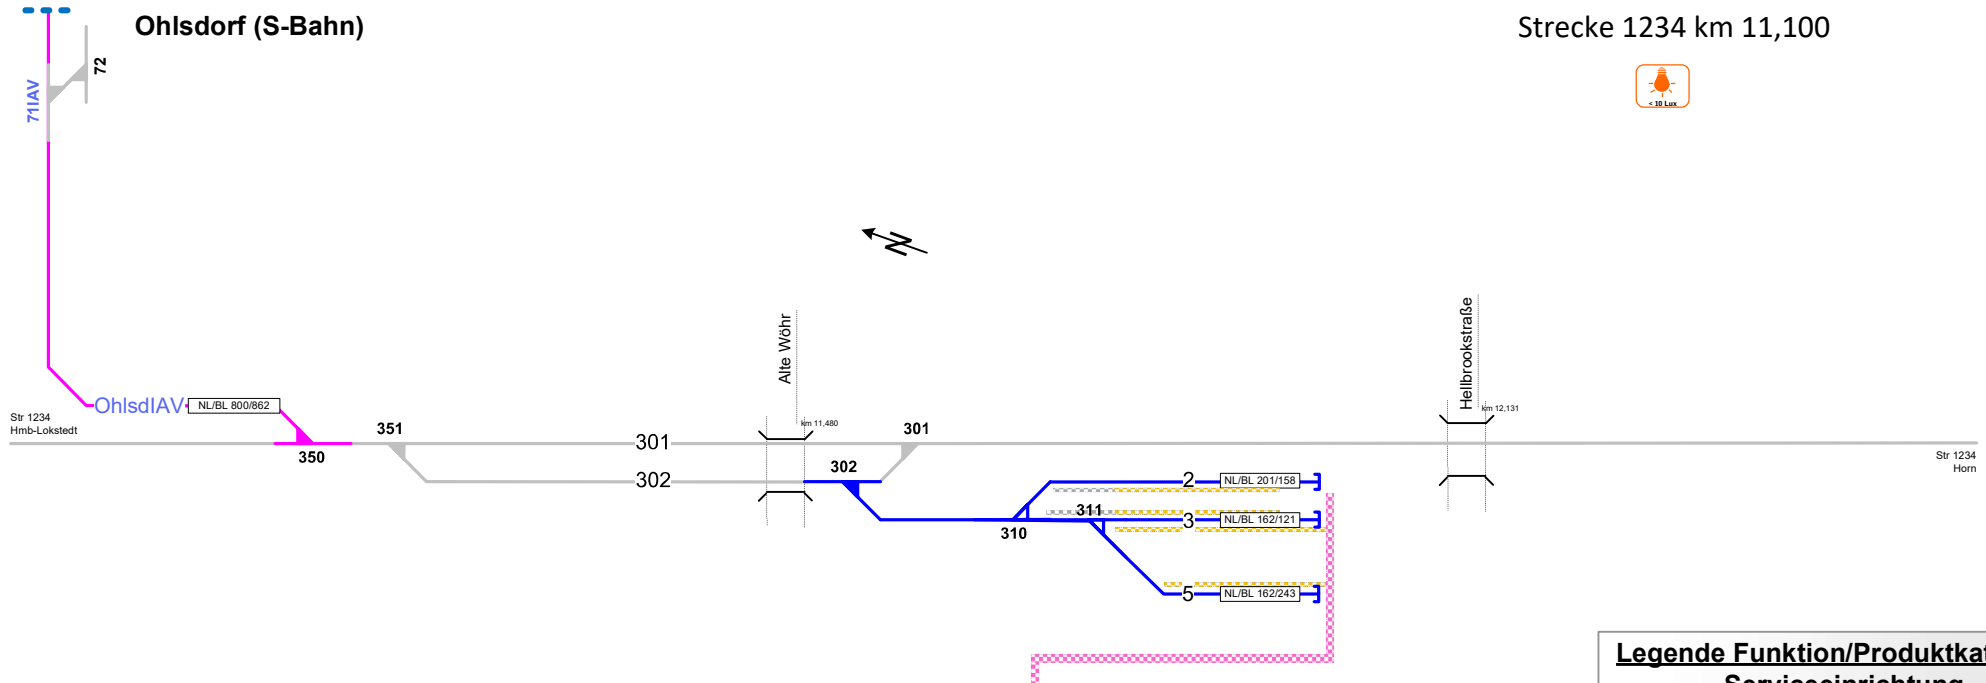 Ohlsdorf (S-Bahn)
Strecke 1234 km 11,100
< 10 Lux
72
71IAV
N
Alte Wöhr
Hellbrookstraße
OhlsdIAV
NL/BL 800/862
Str 1234
Hmb-Lokstedt
351
301
km 11,480
301
km 12,131
350
302
302
Str 1234
Horn
2
NL/BL 201/158
311
3
NL/BL 162/121
310
5
NL/BL 162/243
Legende Funktion/Produktkat
Serviceeinrichtung